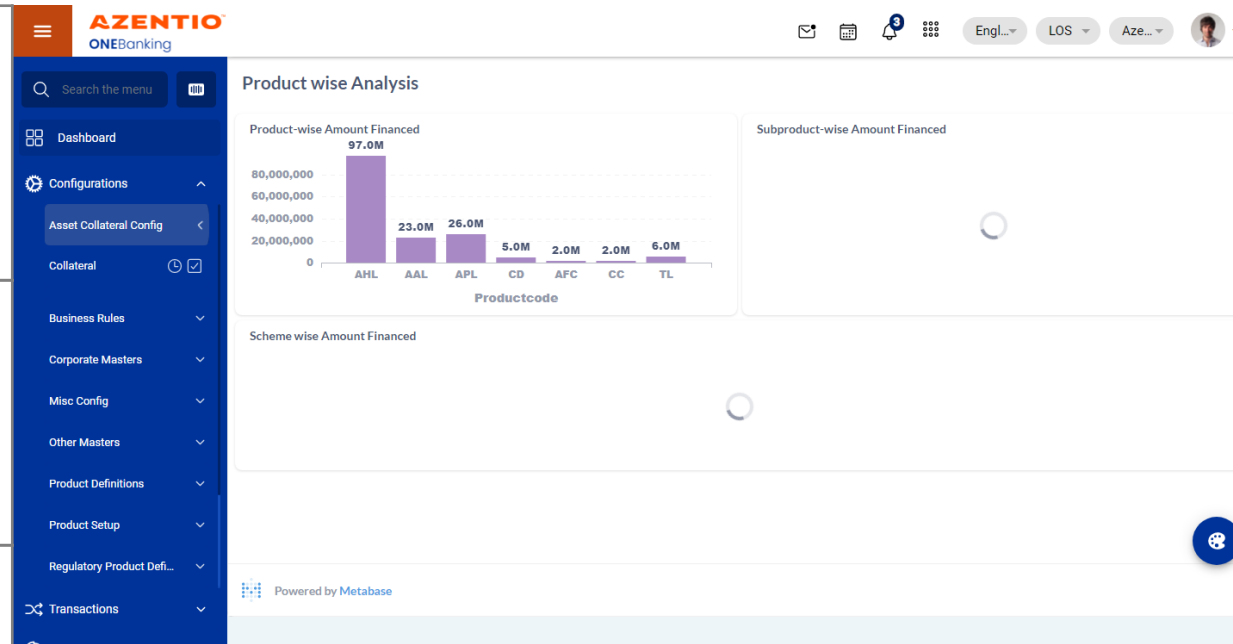 AZENTIO
ONEBanking
3
Engl...
LOS
Aze...
Search the menu
Dashboard
Configurations
Asset Collateral Config
Collateral
Business Rules
Corporate Masters
Misc Config
Other Masters
Product Definitions
Product Setup
Regulatory Product Defi...
Transactions
Product wise Analysis
Product-wise Amount Financed
97.0M
80,000,000
60,000,000
40,000,000
20,000,000
0
23.0M
26.0M
5.0M
2.0M
2.0M
6.0M
AHL AAL APL CD AFC CC TL
Productcode
Subproduct-wise Amount Financed
Scheme wise Amount Financed
Powered by Metabase